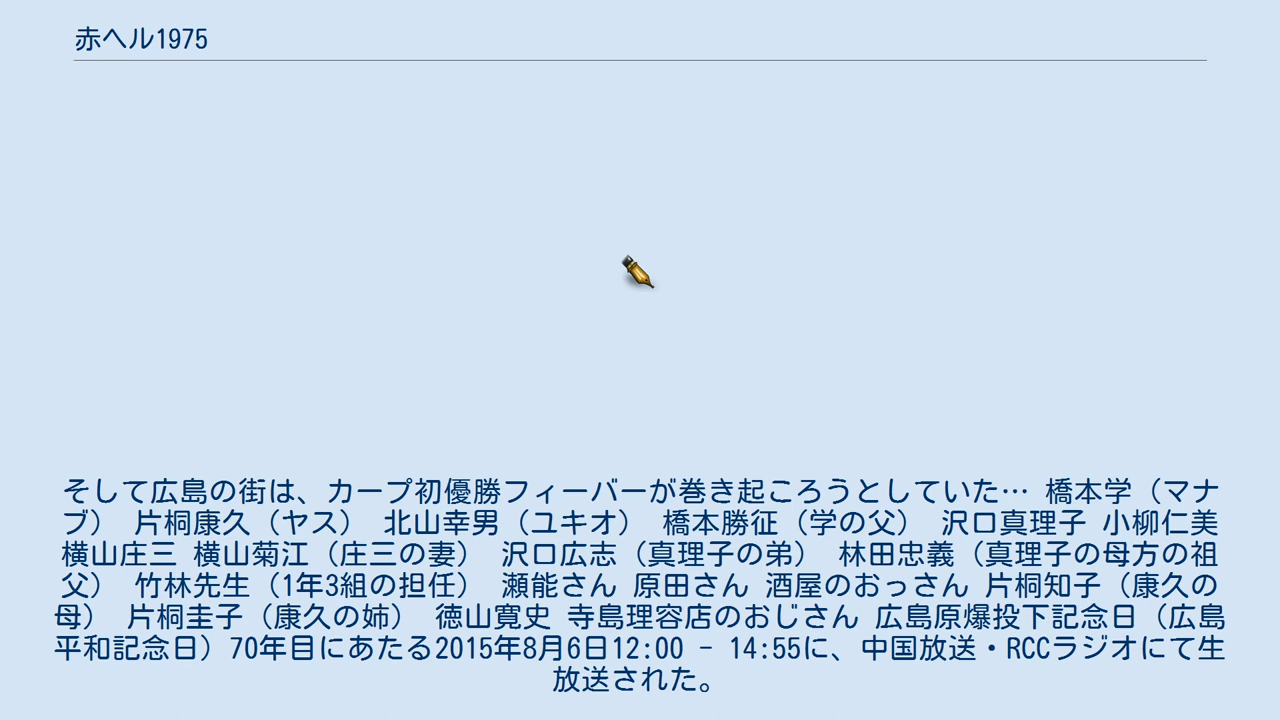 赤ヘル1975
そして広島の街は、カープ初優勝フィーバーが巻き起ころうとしていた… 橋本学（マナ
ブ） 片桐康久（ヤス） 北山幸男（ユキオ） 橋本勝征（学の父） 沢口真理子 小柳仁美
横山庄三 横山菊江（庄三の妻） 沢口広志（真理子の弟） 林田忠義（真理子の母方の祖
父） 竹林先生（1年3組の担任） 瀬能さん 原田さん 酒屋のおっさん 片桐知子（康久の
母） 片桐圭子（康久の姉） 徳山寛史 寺島理容店のおじさん 広島原爆投下記念日（広島
平和記念日）70年目にあたる2015年8月6日12:00 - 14:55に、中国放送・RCCラジオにて生
放送された。